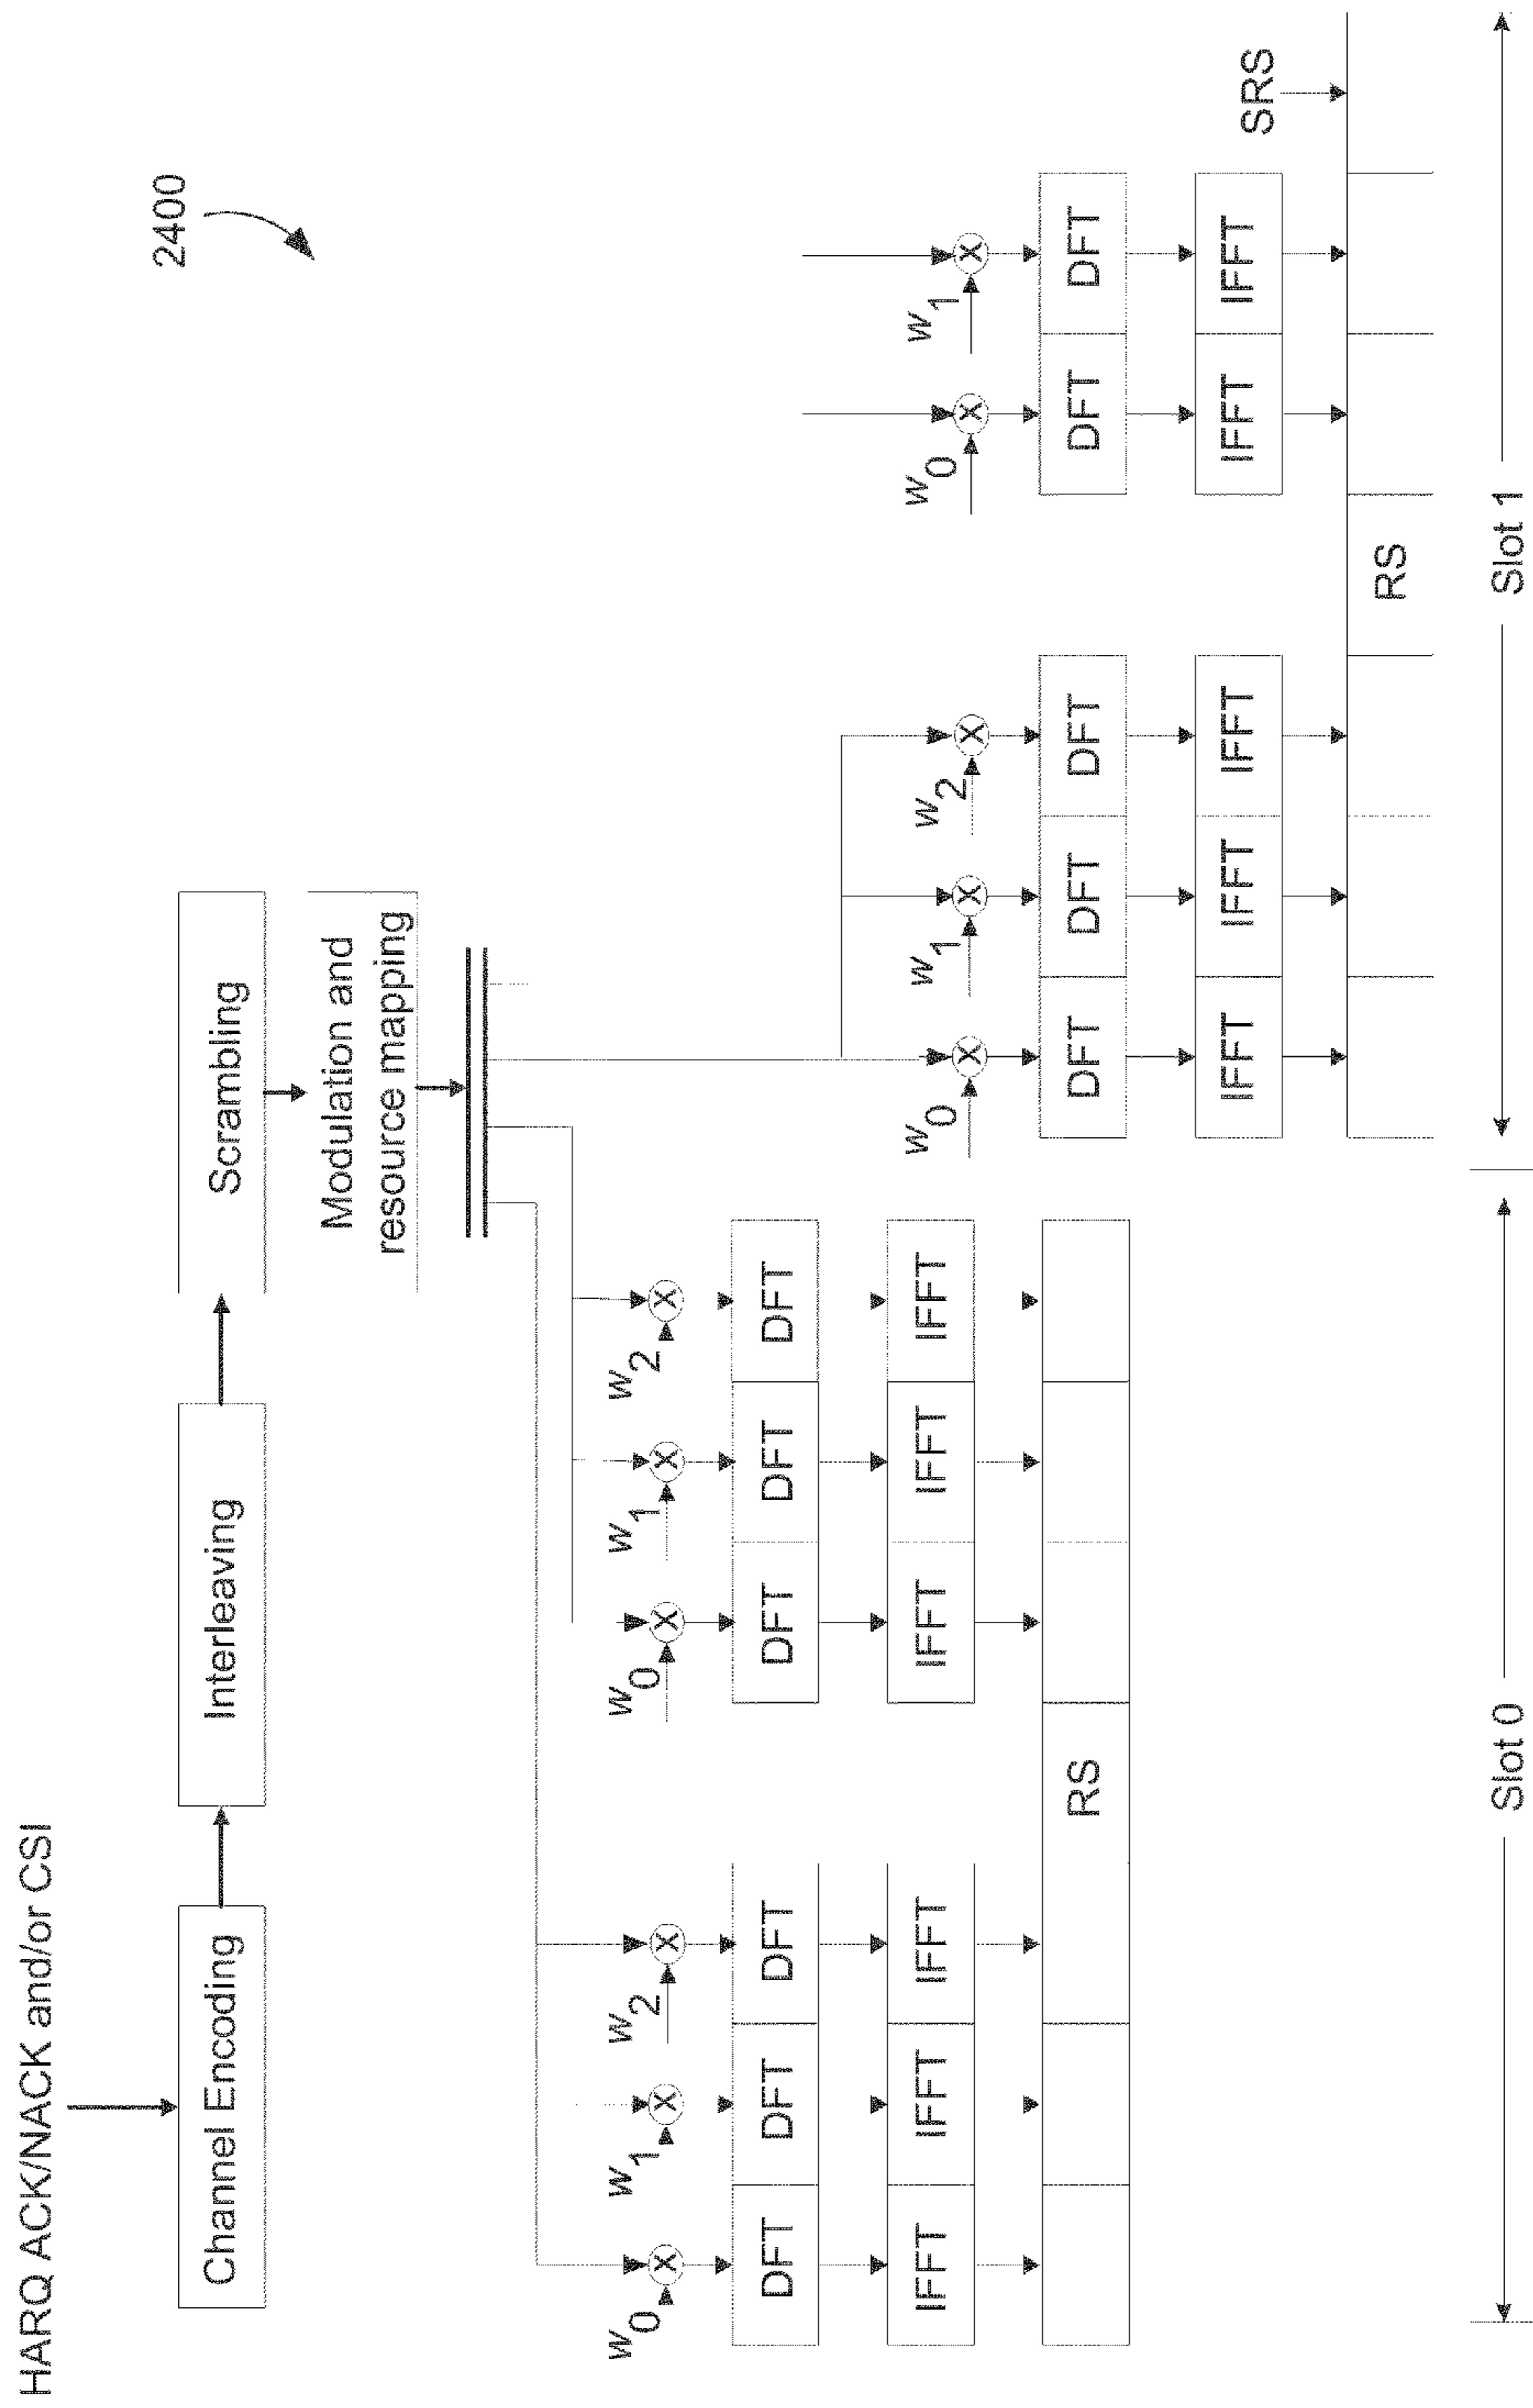 2400
HARQ ACK/NACK and/or CSI
Channel Encoding
Interleaving
Scrambling
Modulation and
resource mapping
w0
w1
w2
w0
w1
w2
DFT
DFT
DFT
DFT
DFT
DFT
IFFT
IFFT
IFFT
IFFT
IFFT
IFFT
RS
w0
w1
w2
w0
w1
DFT
DFT
DFT
DFT
DFT
IFFT
IFFT
IFFT
IFFT
IFFT
SRS
RS
Slot 0
Slot 1
X
X
X
X
X
X
X
X
X
X
X